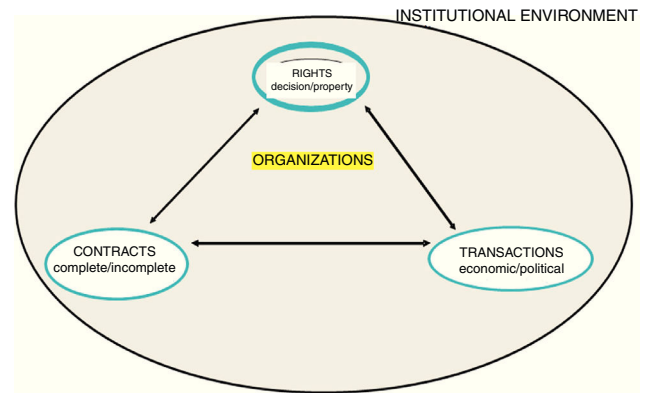 INSTITUTIONAL ENVIRONMENT
RIGHTS
decision/property
ORGANIZATIONS
CONTRACTS
complete/incomplete
TRANSACTIONS
economic/political